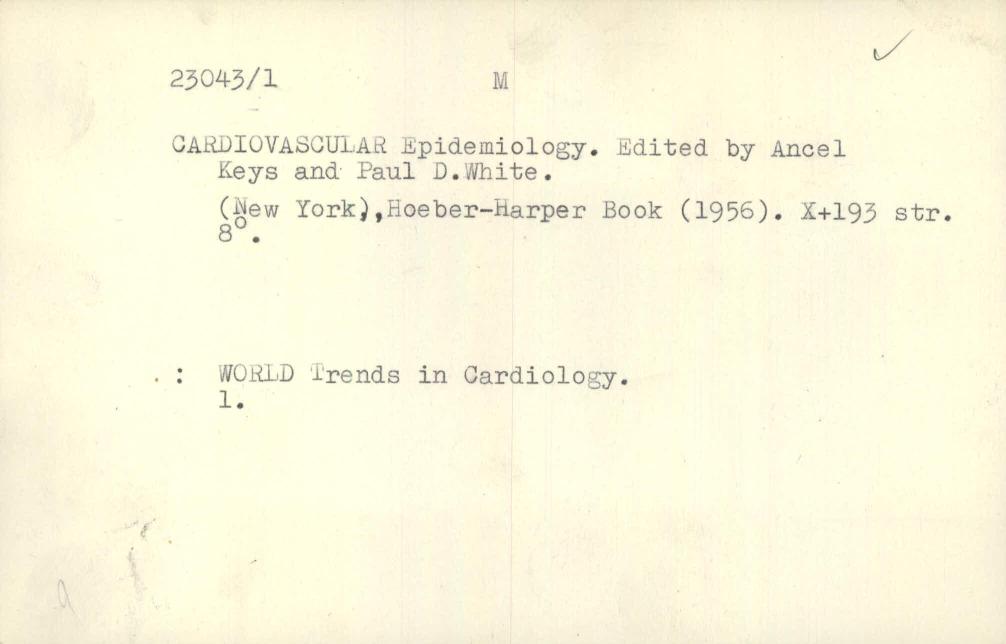 23043/1 M
CARDIOVASCULAR Epidemiology. Edited by Ancel
Keys and Paul D.White.
(New York),Hoeber-Harper Book (1956). X+193 str.
8°.
: WORLD Trends in Cardiology.
1.